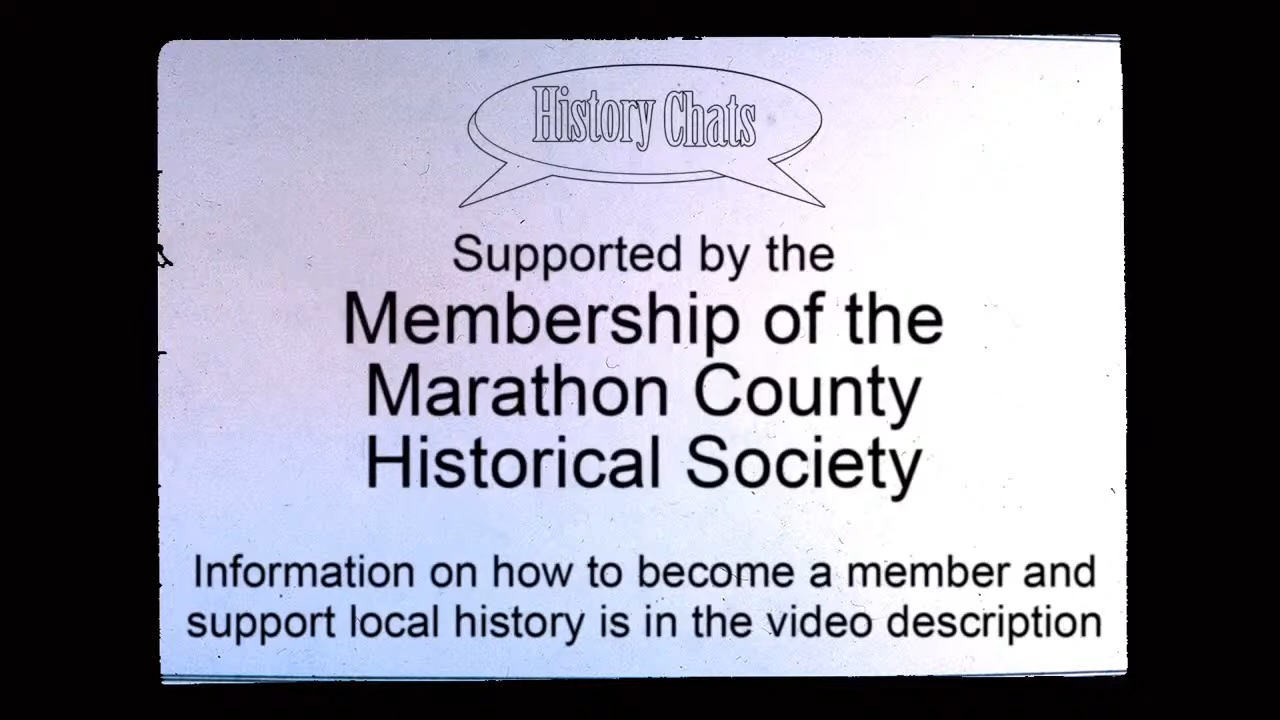 History Chats
Supported by the
Membership of the
Marathon County
Historical Society
Information on how to become a member and
support local history is in the video description